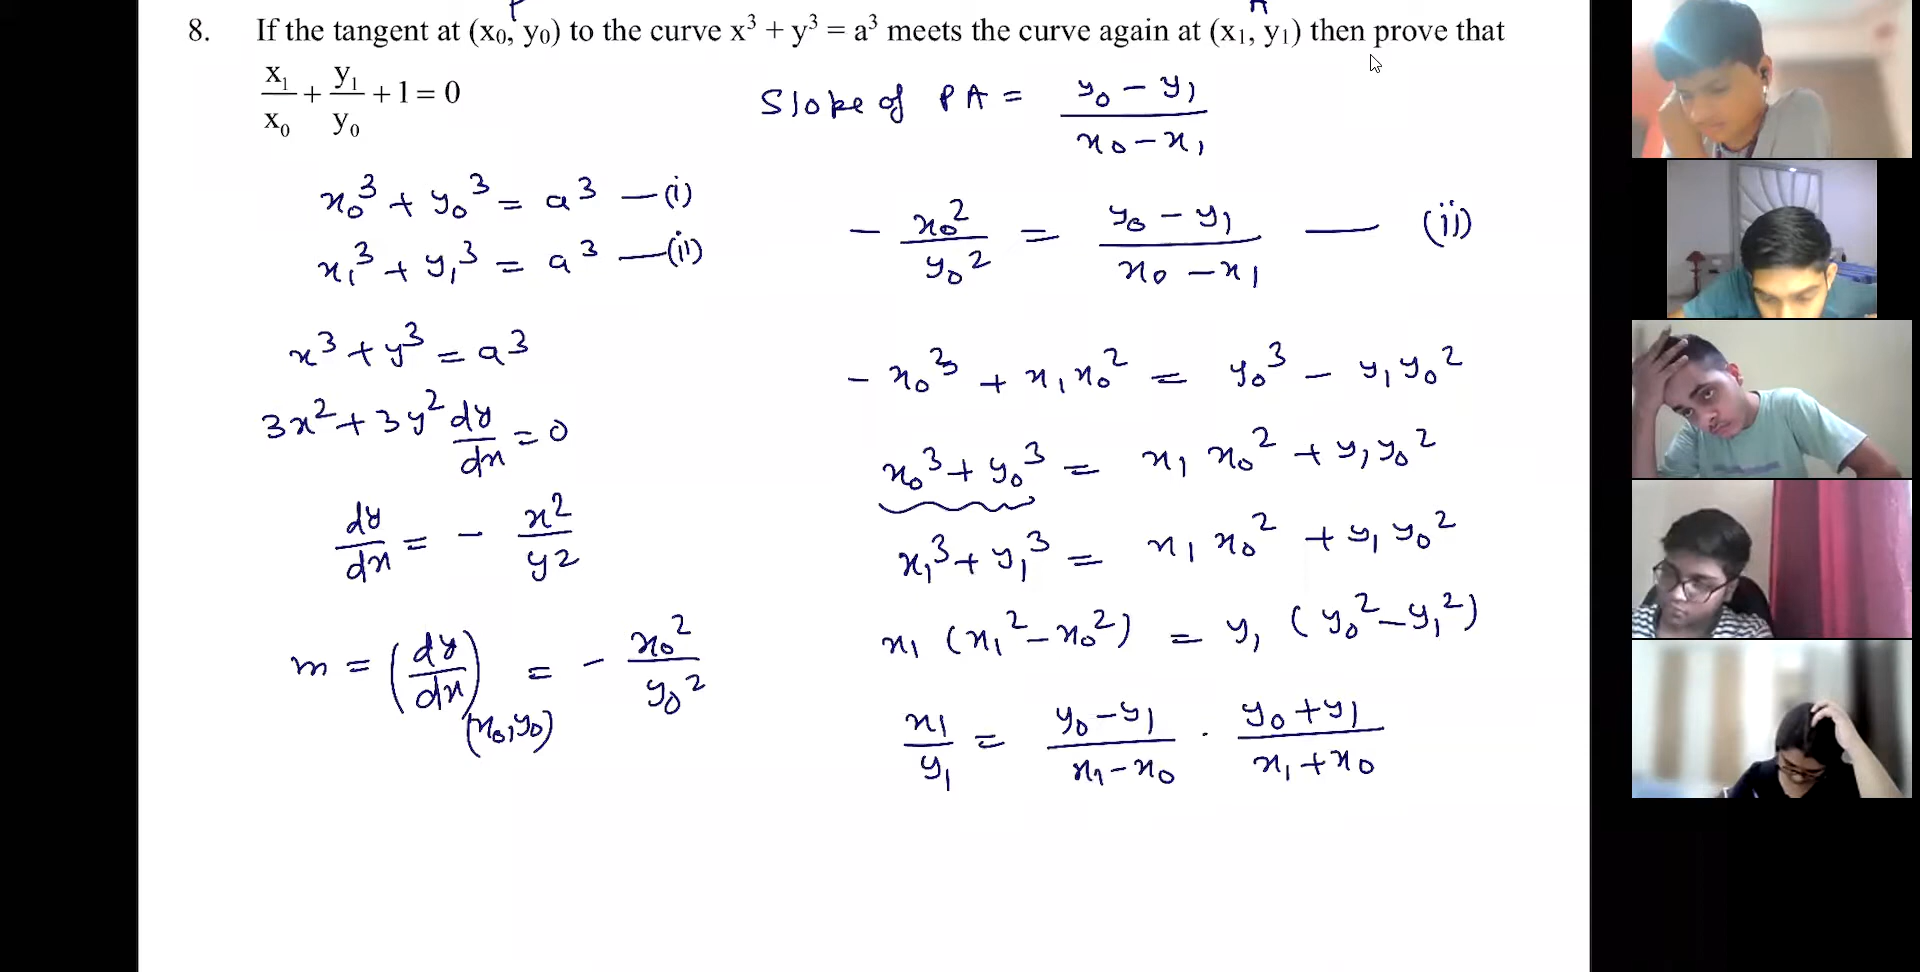 8. If the tangent at (x₀, y₀) to the curve x³ + y³ = a³ meets the curve again at (x₁, y₁) then prove that
x₁/x₀ + y₁/y₀ + 1 = 0
x₀³ + y₀³ = a³ — (i)
x₁³ + y₁³ = a³ — (ii)
x³ + y³ = a³
3x² + 3y² dy/dx = 0
dy/dx = - x²/y²
m = (dy/dx)(x₀, y₀) = - x₀²/y₀²
Slope of PA = (y₀ - y₁)/(x₀ - x₁)
- x₀²/y₀² = (y₀ - y₁)/(x₀ - x₁) — (ii)
- x₀³ + x₁x₀² = y₀³ - y₁y₀²
x₀³ + y₀³ = x₁x₀² + y₁y₀²
x₁³ + y₁³ = x₁x₀² + y₁y₀²
x₁(x₁² - x₀²) = y₁(y₀² - y₁²)
x₁/y₁ = (y₀ - y₁)/(x₁ - x₀) · (y₀ + y₁)/(x₁ + x₀)